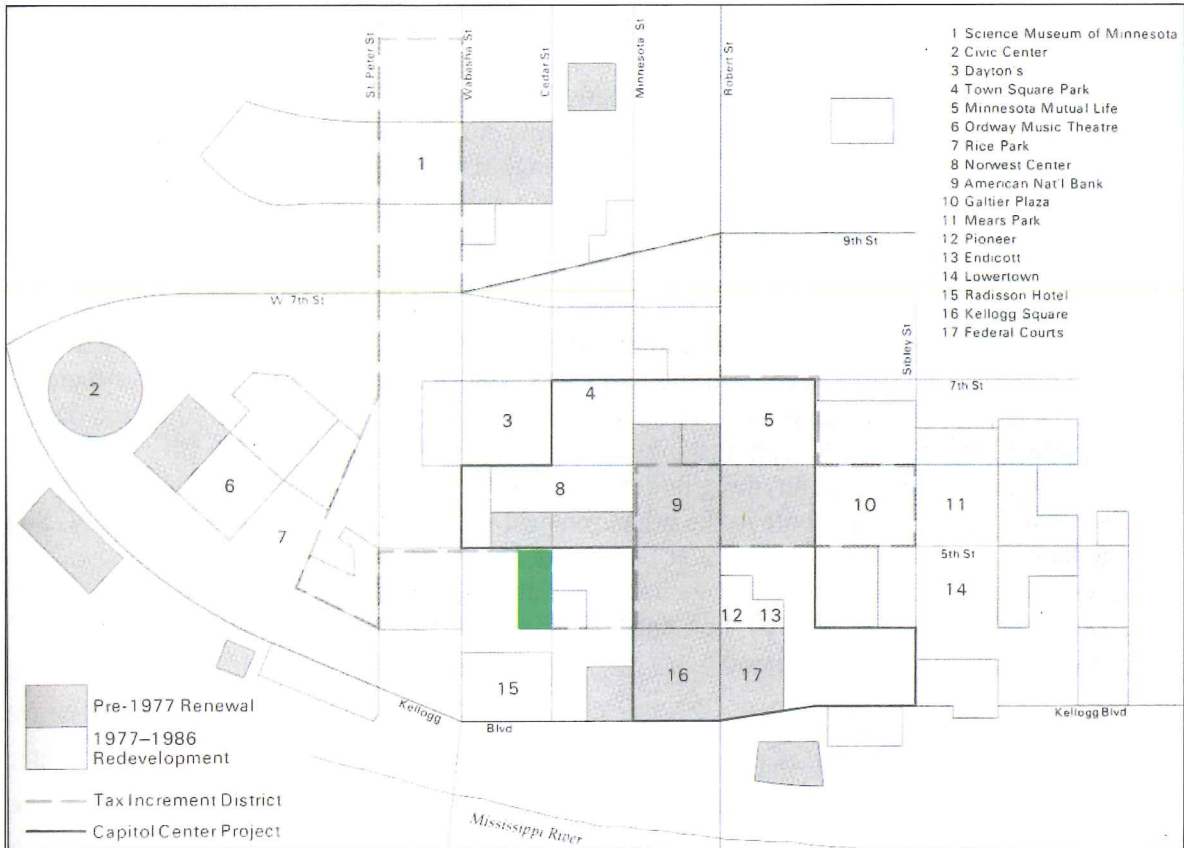 St. Peter St
Wabasha St
Cedar St
Minnesota St
Robert St
1 Science Museum of Minnesota
2 Civic Center
3 Dayton s
4 Town Square Park
5 Minnesota Mutual Life
6 Ordway Music Theatre
7 Rice Park
8 Norwest Center
9 American Nat'l Bank
10 Galtier Plaza
11 Mears Park
12 Pioneer
13 Endicott
14 Lowertown
15 Radisson Hotel
16 Kellogg Square
17 Federal Courts
1
9th St
W. 7th St
Sibley St
2
7th St
3
4
5
6
8
9
10
11
7
5th St
12
13
14
15
16
17
Kellogg
Blvd
Kellogg Blvd
Pre-1977 Renewal
1977–1986
Redevelopment
Tax Increment District
Capitol Center Project
Mississippi River